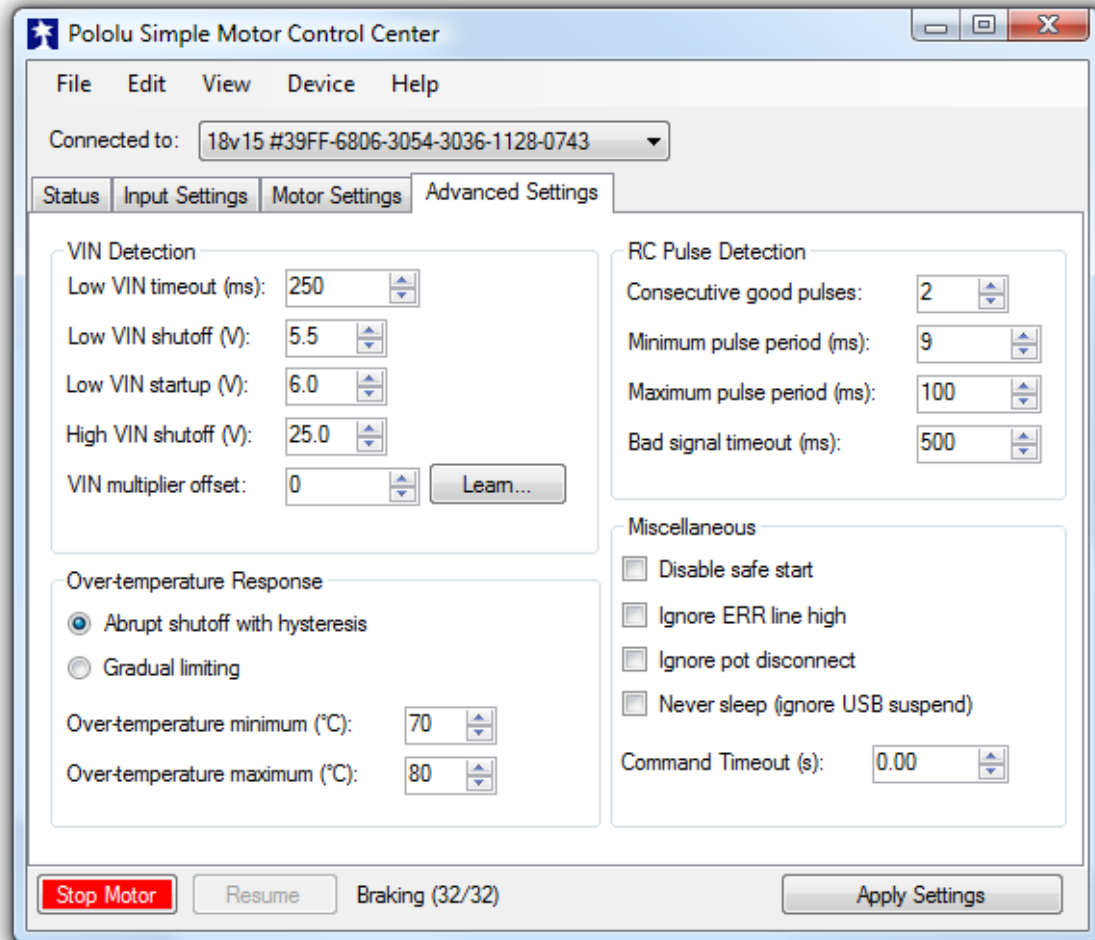 Pololu Simple Motor Control Center
File Edit View Device Help
Connected to: 18v15 #39FF-6806-3054-3036-1128-0743
Status Input Settings Motor Settings Advanced Settings
VIN Detection
Low VIN timeout (ms): 250
Low VIN shutoff (V): 5.5
Low VIN startup (V): 6.0
High VIN shutoff (V): 25.0
VIN multiplier offset: 0 Learn...
Over-temperature Response
Abrupt shutoff with hysteresis
Gradual limiting
Over-temperature minimum (°C): 70
Over-temperature maximum (°C): 80
RC Pulse Detection
Consecutive good pulses: 2
Minimum pulse period (ms): 9
Maximum pulse period (ms): 100
Bad signal timeout (ms): 500
Miscellaneous
Disable safe start
Ignore ERR line high
Ignore pot disconnect
Never sleep (ignore USB suspend)
Command Timeout (s): 0.00
Stop Motor Resume Braking (32/32) Apply Settings